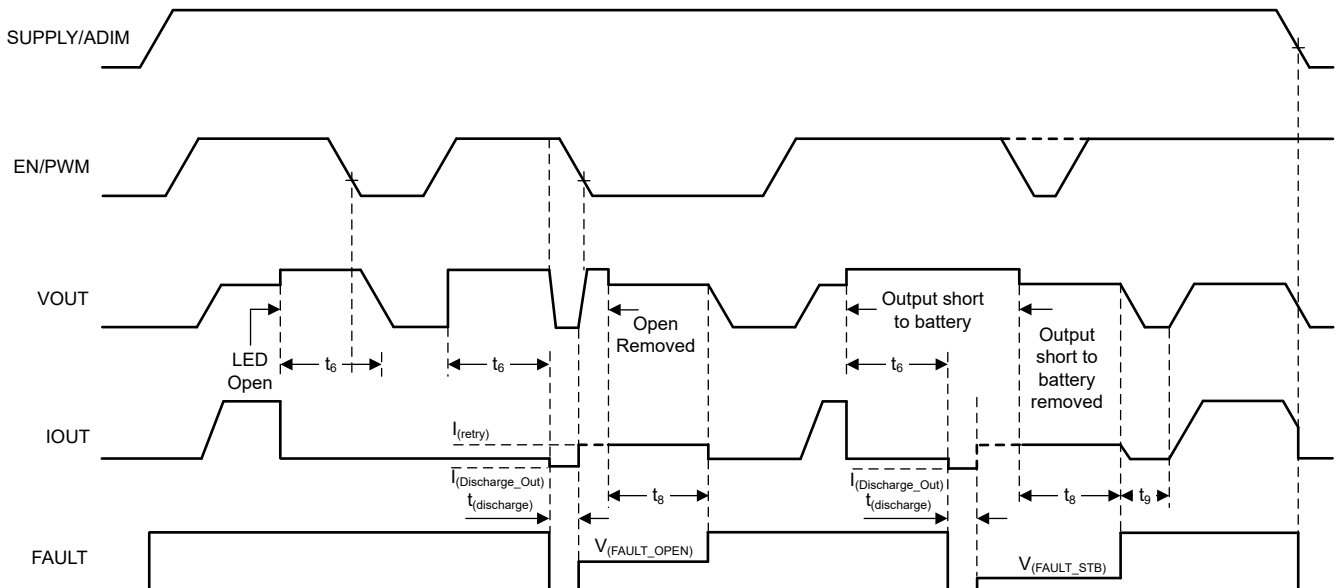 SUPPLY/ADIM
EN/PWM
VOUT
LED
Open
t6
t6
Open
Removed
Output short
to battery
t6
Output
short to
battery
removed
IOUT
I(retry)
I(Discharge_Out)
t(discharge)
t8
I(Discharge_Out)
t(discharge)
t8
t9
FAULT
V(FAULT_OPEN)
V(FAULT_STB)